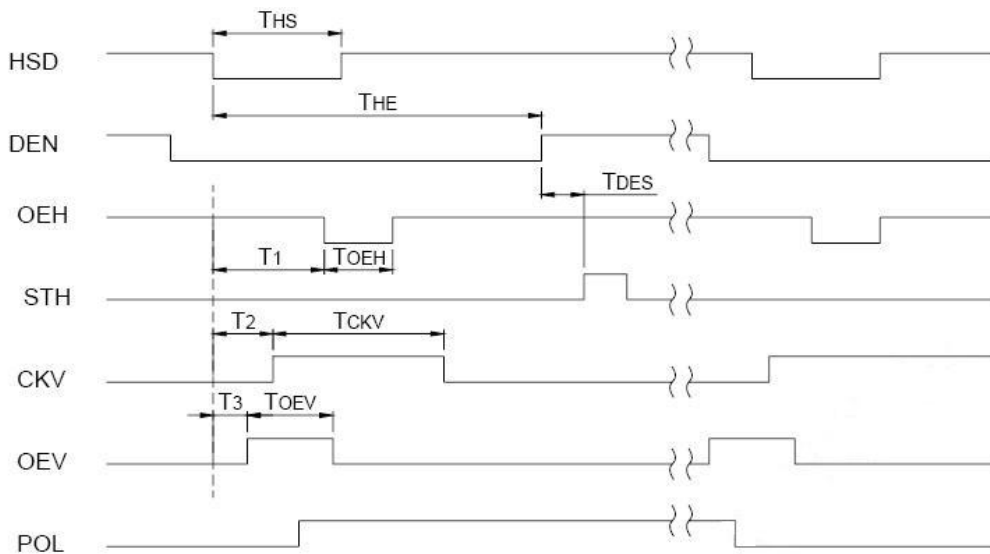 THS
HSD
THE
DEN
TDES
OEH
T1 TOEH
STH
T2 TCKV
CKV
T3 TOEV
OEV
POL